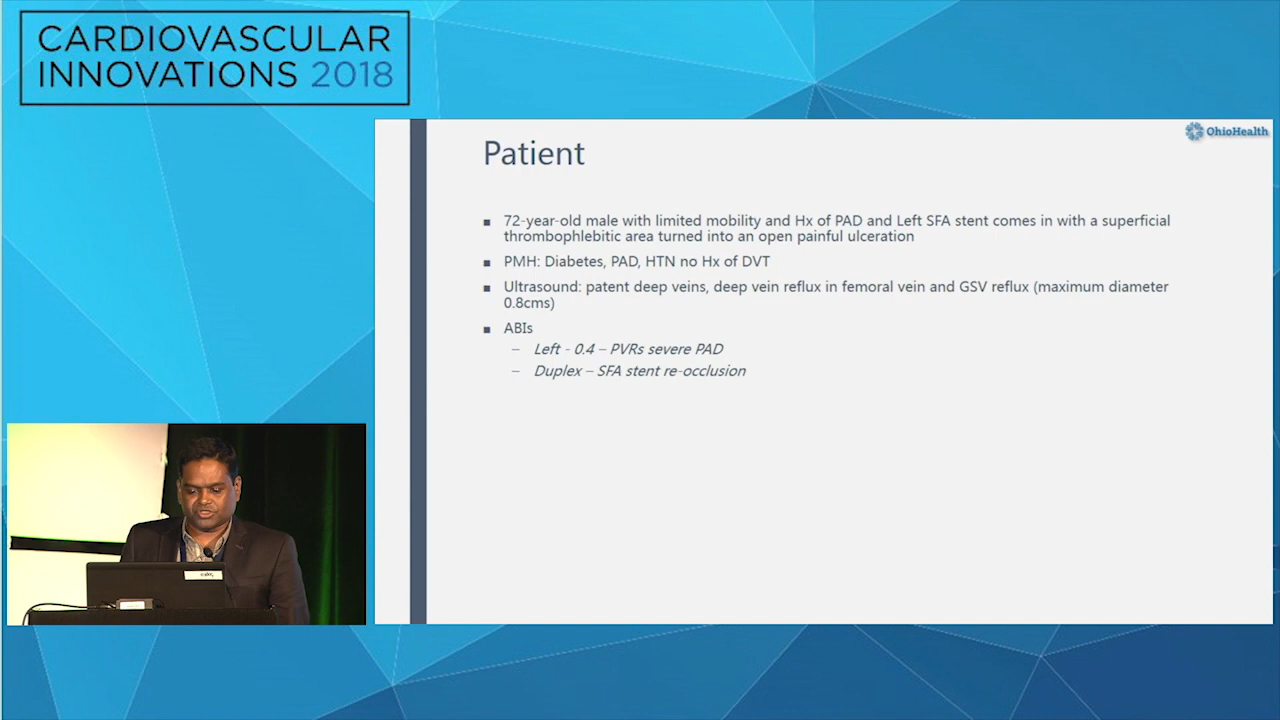 CARDIOVASCULAR
INNOVATIONS 2018
OhioHealth
Patient
▪ 72-year-old male with limited mobility and Hx of PAD and Left SFA stent comes in with a superficial
thrombophlebitic area turned into an open painful ulceration
▪ PMH: Diabetes, PAD, HTN no Hx of DVT
▪ Ultrasound: patent deep veins, deep vein reflux in femoral vein and GSV reflux (maximum diameter
0.8cms)
▪ ABIs
– Left - 0.4 – PVRs severe PAD
– Duplex – SFA stent re-occlusion